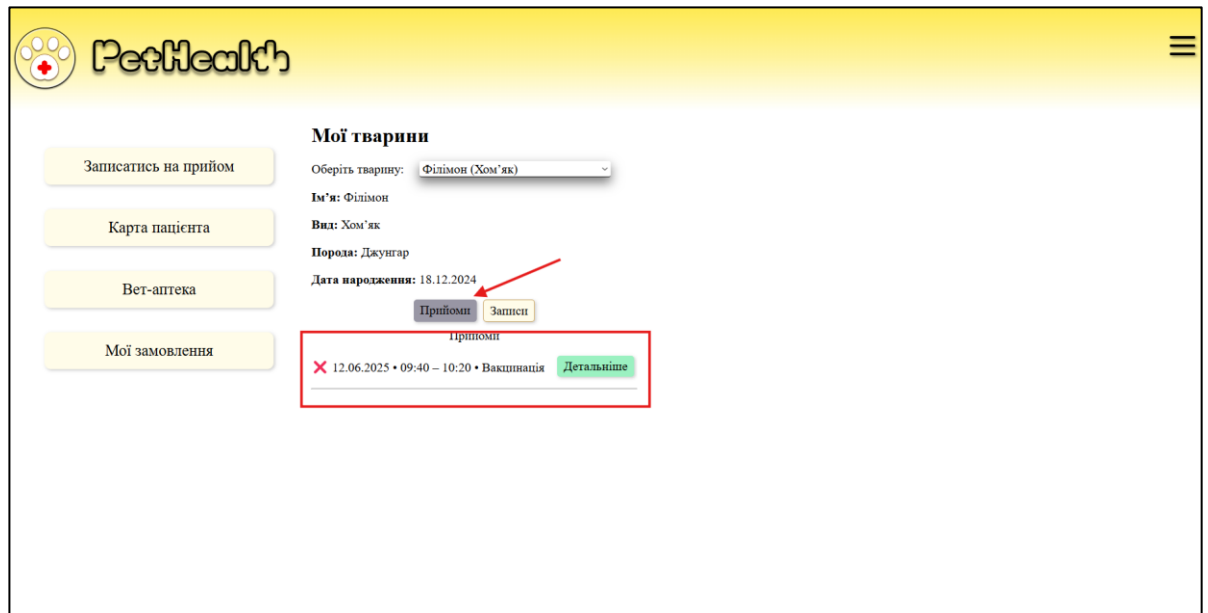 PetHealth
Записатись на прийом
Карта пацієнта
Вет-аптека
Мої замовлення
Мої тварини
Оберіть тварину: Філімон (Хом’як)
Ім’я: Філімон
Вид: Хом’як
Порода: Джунгар
Дата народження: 18.12.2024
Прийоми Записи
Прийоми
❌ 12.06.2025 • 09:40 – 10:20 • Вакцинація Детальніше